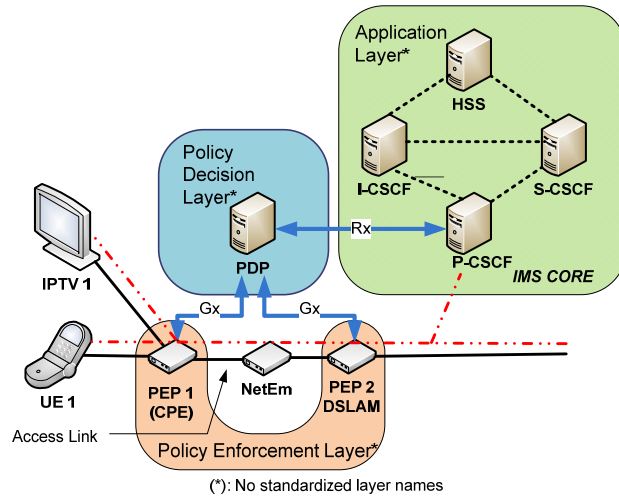 Application
Layer*
HSS
I-CSCF
S-CSCF
P-CSCF
IMS CORE
Policy
Decision
Layer*
PDP
Rx
IPTV 1
Gx
Gx
UE 1
PEP 1
(CPE)
NetEm
PEP 2
DSLAM
Access Link
Policy Enforcement Layer*
(*): No standardized layer names